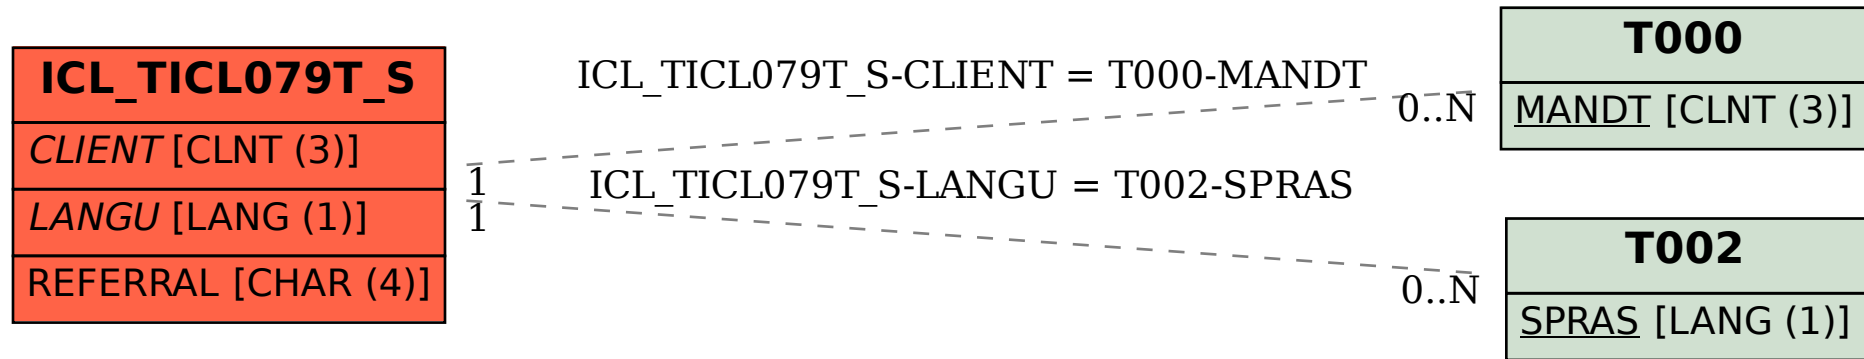 ICL_TICL079T_S
CLIENT [CLNT (3)]
LANGU [LANG (1)]
REFERRAL [CHAR (4)]
ICL_TICL079T_S-CLIENT = T000-MANDT
0..N
1
ICL_TICL079T_S-LANGU = T002-SPRAS
1
0..N
T000
MANDT [CLNT (3)]
T002
SPRAS [LANG (1)]